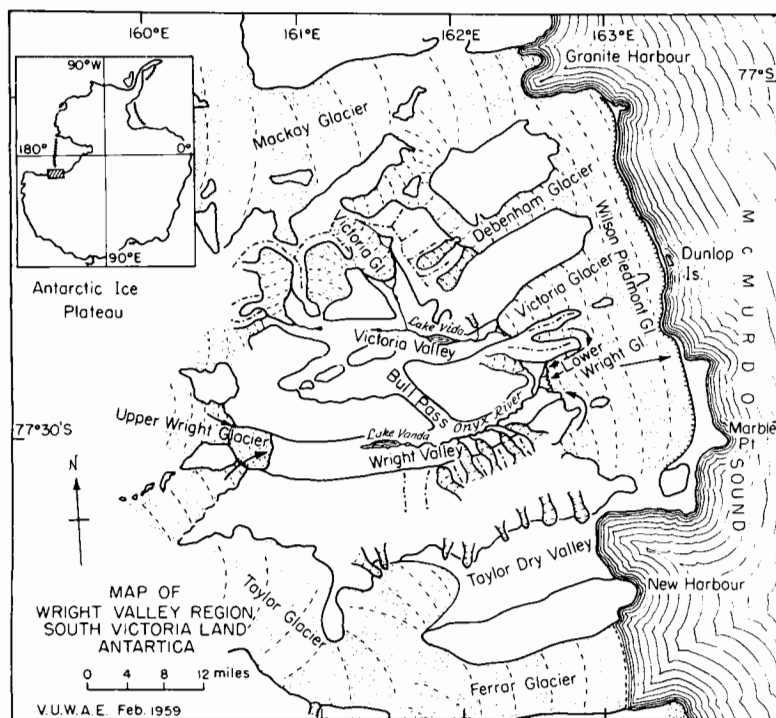 160°E
161°E
162°E
163°E
Granite Harbour
77°S
90°W
180°
0°
90°E
Antarctic Ice
Plateau
Mackay Glacier
Debenham Glacier
Wilson Piedmont Gl
Victoria Gl
Victoria Glacier
Dunlop
Is.
McMURDO SOUND
Lake Vida
Victoria Valley
Lower
Wright Gl
Bull Pass
Onyx River
Upper Wright Glacier
77°30'S
Lake Vanda
Wright Valley
Marble
Pt
N
Taylor Dry Valley
New Harbour
Taylor Glacier
Ferrar Glacier
MAP OF
WRIGHT VALLEY REGION,
SOUTH VICTORIA LAND
ANTARTICA
0 4 8 12 miles
V.U.W.A.E. Feb. 1959